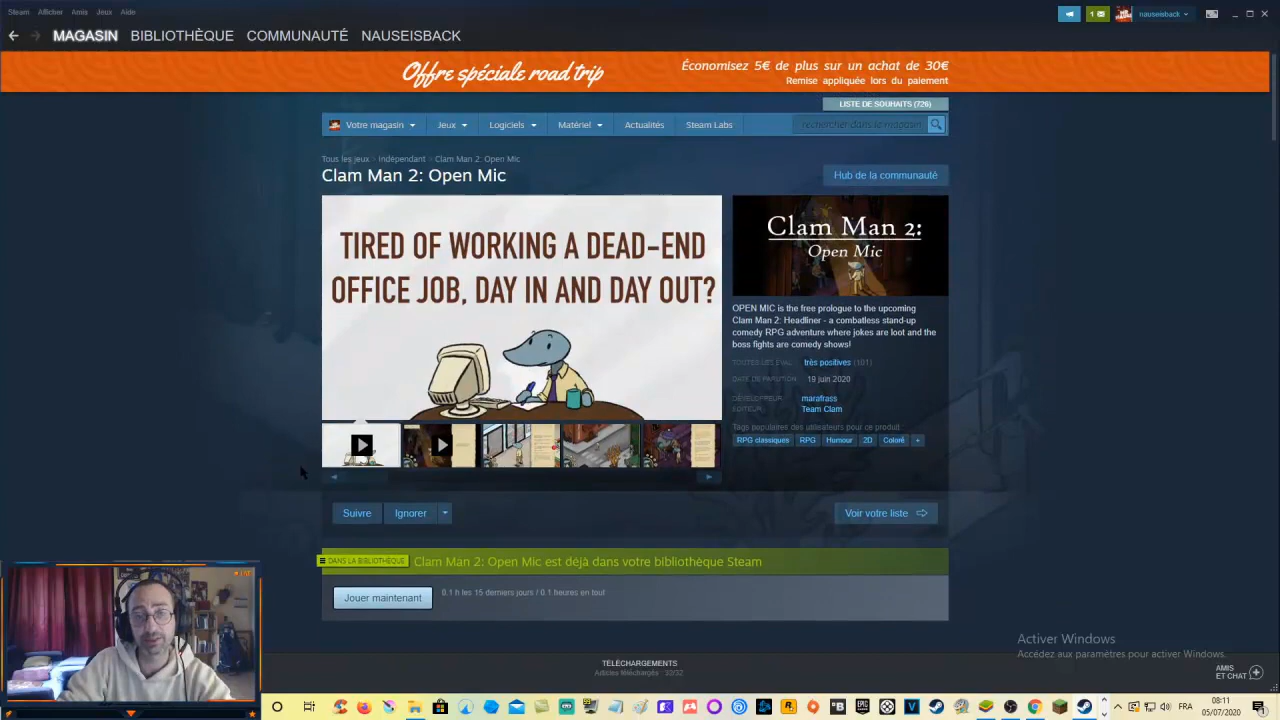 Steam Afficher Amis Jeux Aide
1
nauseisback
MAGASIN BIBLIOTHÈQUE COMMUNAUTÉ NAUSEISBACK
Offre spéciale road trip
Économisez 5€ de plus sur un achat de 30€
Remise appliquée lors du paiement
LISTE DE SOUHAITS (726)
Votre magasin Jeux Logiciels Matériel Actualités Steam Labs rechercher dans le magasin
Tous les jeux > Indépendant > Clam Man 2: Open Mic
Clam Man 2: Open Mic
Hub de la communauté
TIRED OF WORKING A DEAD-END
OFFICE JOB, DAY IN AND DAY OUT?
Clam Man 2:
Open Mic
OPEN MIC is the free prologue to the upcoming
Clam Man 2: Headliner - a combatless stand-up
comedy RPG adventure where jokes are loot and the
boss fights are comedy shows!
TOUTES LES ÉVAL. très positives (101)
DATE DE PARUTION 19 juin 2020
DÉVELOPPEUR marafrass
ÉDITEUR Team Clam
Tags populaires des utilisateurs pour ce produit
RPG classiques RPG Humour 2D Coloré +
Suivre Ignorer
Voir votre liste
DANS LA BIBLIOTHÈQUE Clam Man 2: Open Mic est déjà dans votre bibliothèque Steam
Jouer maintenant
0.1 h les 15 derniers jours / 0.1 heures en tout
Activer Windows
Accédez aux paramètres pour activer Windows.
TÉLÉCHARGEMENTS
Articles téléchargés : 32/32
AMIS
ET CHAT
FRA
08:11
05/07/2020